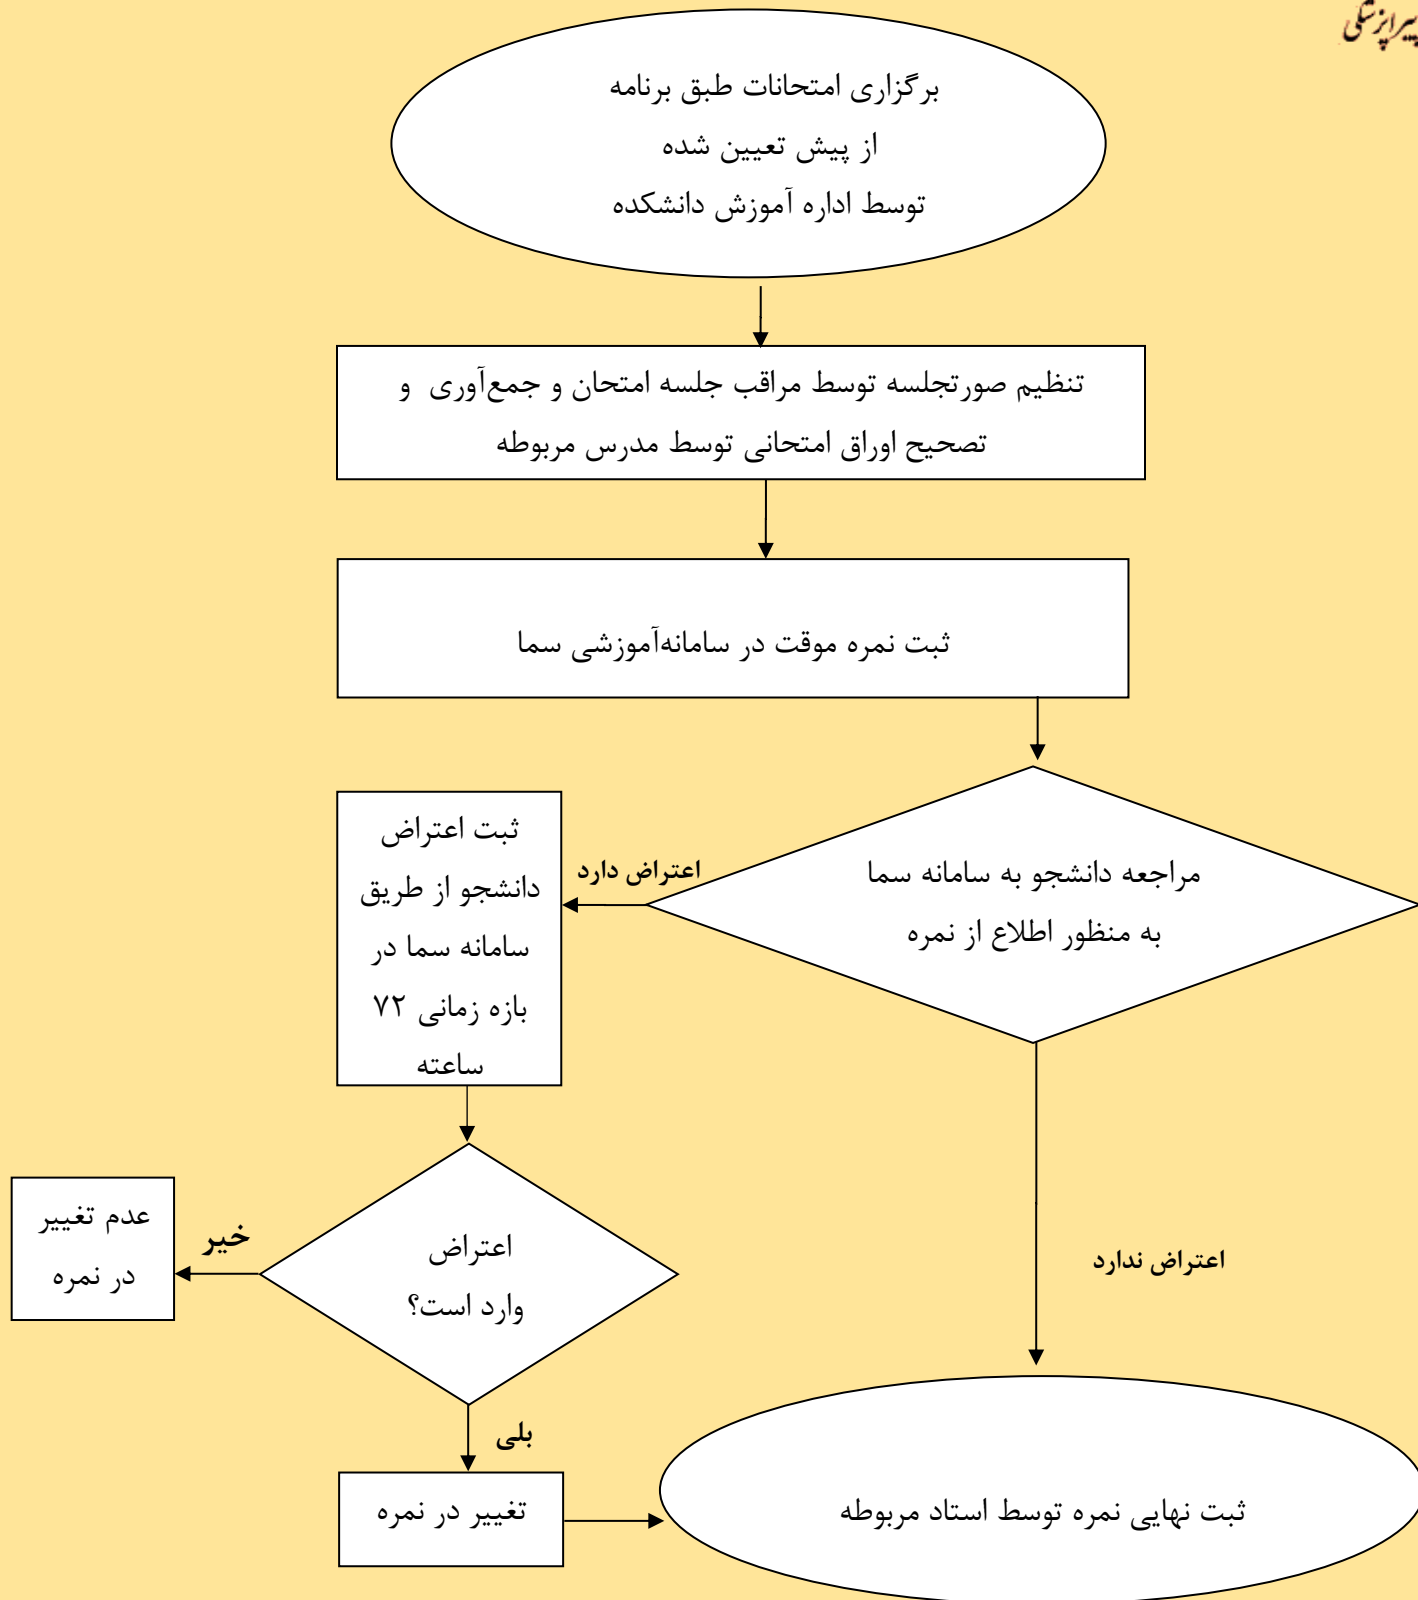 پیراپزشکی
برگزاری امتحانات طبق برنامه
از پیش تعیین شده
توسط اداره آموزش دانشکده
تنظیم صورتجلسه توسط مراقب جلسه امتحان و جمع‌آوری و
تصحیح اوراق امتحانی توسط مدرس مربوطه
ثبت نمره موقت در سامانه‌آموزشی سما
مراجعه دانشجو به سامانه سما
به منظور اطلاع از نمره
اعتراض دارد
ثبت اعتراض
دانشجو از طریق
سامانه سما در
بازه زمانی ۷۲
ساعته
اعتراض ندارد
اعتراض
وارد است؟
خیر
عدم تغییر
در نمره
بلی
تغییر در نمره
ثبت نهایی نمره توسط استاد مربوطه